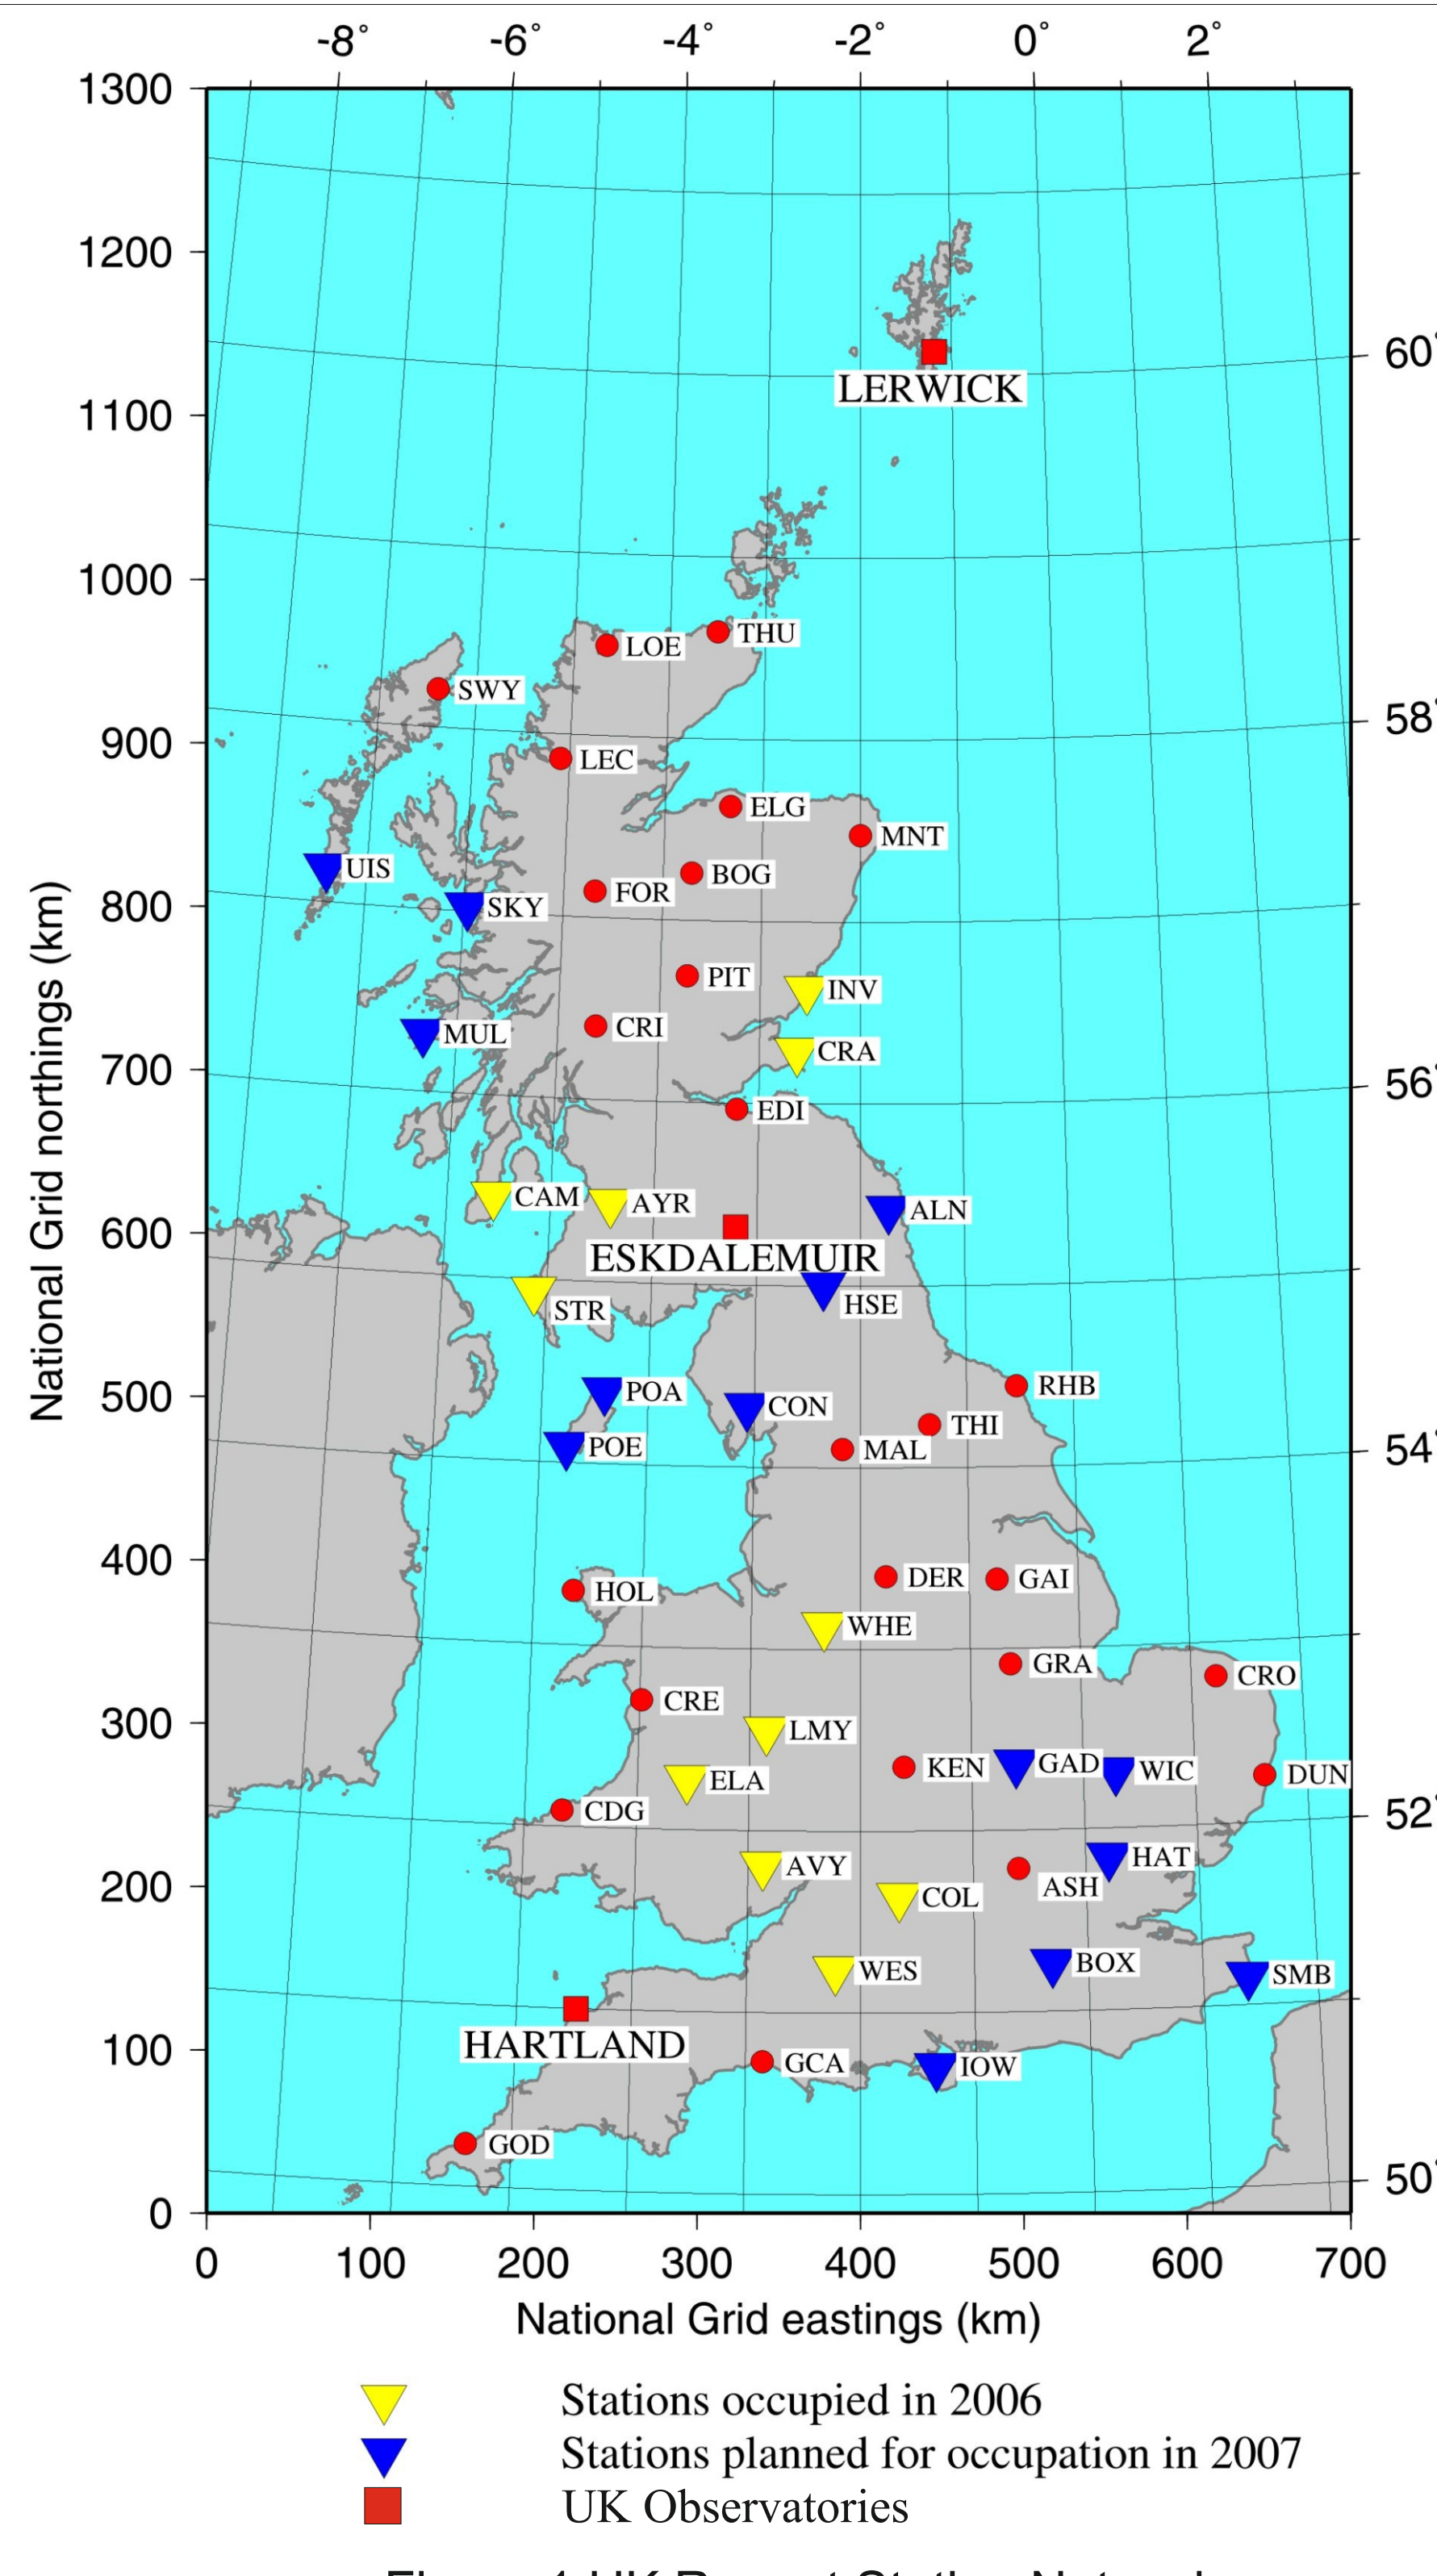 -8° -6° -4° -2° 0° 2°
1300
1200
60°
LERWICK
1100
1000
THU
LOE
SWY
58°
900
LEC
ELG
MNT
UIS
BOG
FOR
800
SKY
PIT
INV
CRI
MUL
CRA
700
56°
EDI
CAM
AYR
ALN
600
ESKDALEMUIR
HSE
STR
RHB
500
POA
CON
THI
POE
MAL
54°
400
DER
GAI
HOL
WHE
GRA
CRO
CRE
300
LMY
KEN
GAD
WIC
DUN
ELA
CDG
52°
HAT
AVY
200
ASH
COL
BOX
WES
SMB
HARTLAND
100
GCA
IOW
GOD
50°
0
National Grid northings (km)
0 100 200 300 400 500 600 700
National Grid eastings (km)
Stations occupied in 2006
Stations planned for occupation in 2007
UK Observatories